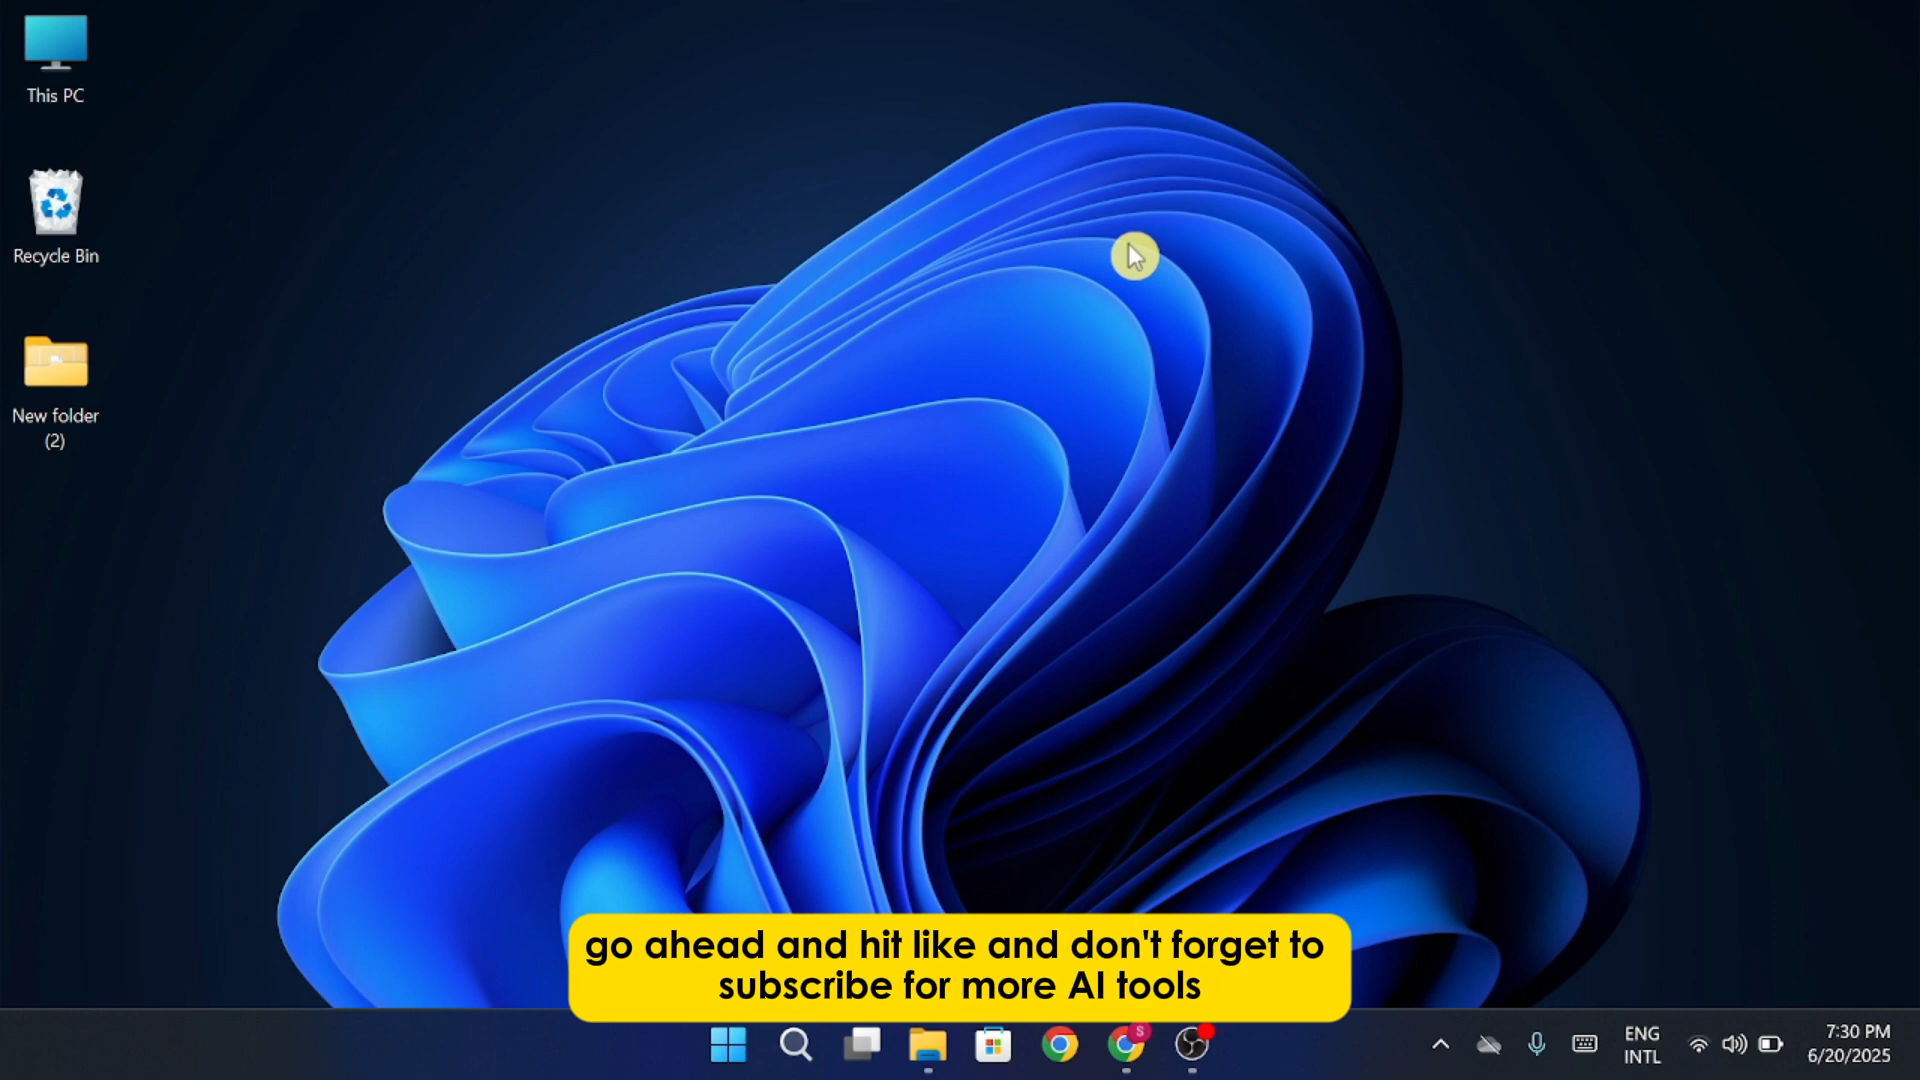 This PC
Recycle Bin
New folder
(2)
go ahead and hit like and don't forget to
subscribe for more AI tools
S
ENG
INTL
7:30 PM
6/20/2025